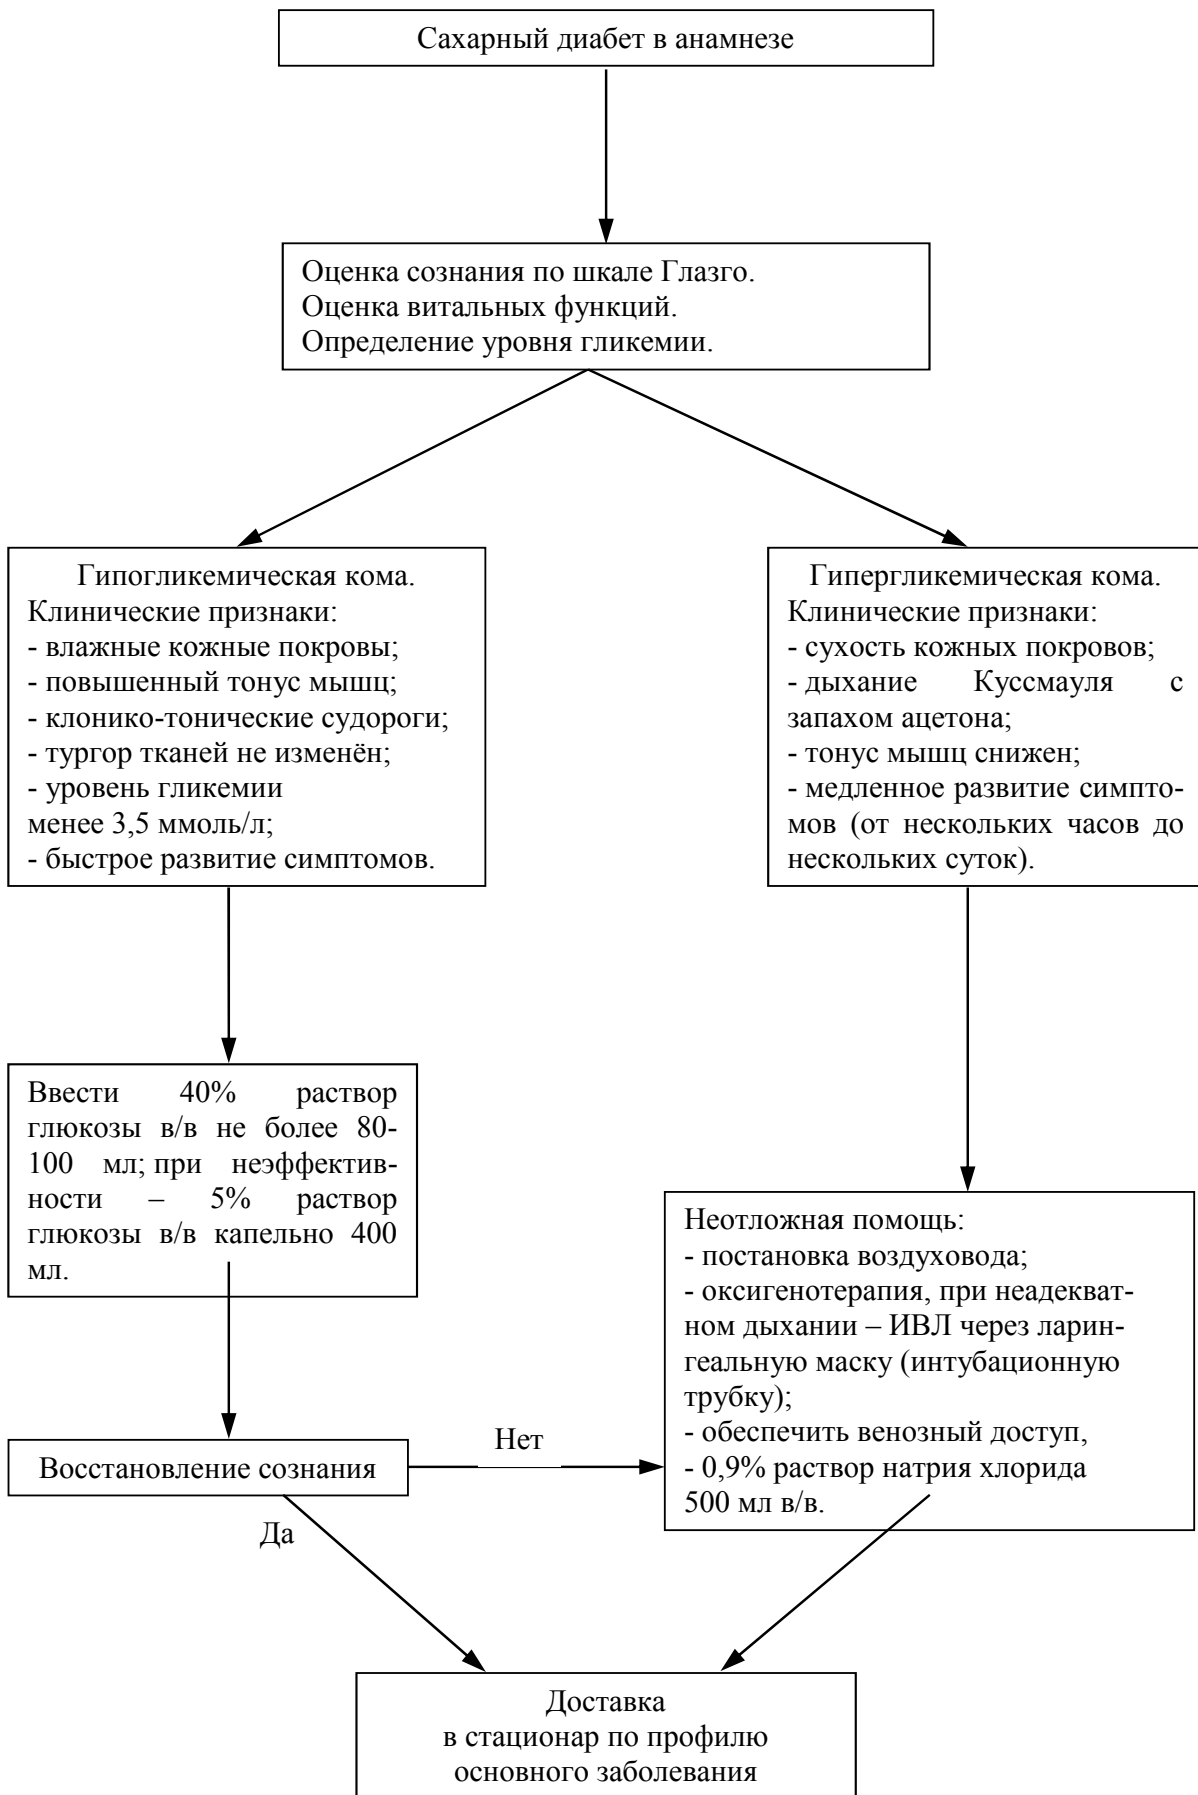 Сахарный диабет в анамнезе
Оценка сознания по шкале Глазго.
Оценка витальных функций.
Определение уровня гликемии.
Гипогликемическая кома.
Клинические признаки:
- влажные кожные покровы;
- повышенный тонус мышц;
- клонико-тонические судороги;
- тургор тканей не изменён;
- уровень гликемии
менее 3,5 ммоль/л;
- быстрое развитие симптомов.
Гипергликемическая кома.
Клинические признаки:
- сухость кожных покровов;
- дыхание Куссмауля с
запахом ацетона;
- тонус мышц снижен;
- медленное развитие симпто-
мов (от нескольких часов до
нескольких суток).
Ввести 40% раствор
глюкозы в/в не более 80-
100 мл; при неэффектив-
ности – 5% раствор
глюкозы в/в капельно 400
мл.
Неотложная помощь:
- постановка воздуховода;
- оксигенотерапия, при неадекват-
ном дыхании – ИВЛ через ларин-
геальную маску (интубационную
трубку);
- обеспечить венозный доступ,
- 0,9% раствор натрия хлорида
500 мл в/в.
Восстановление сознания
Нет
Да
Доставка
в стационар по профилю
основного заболевания